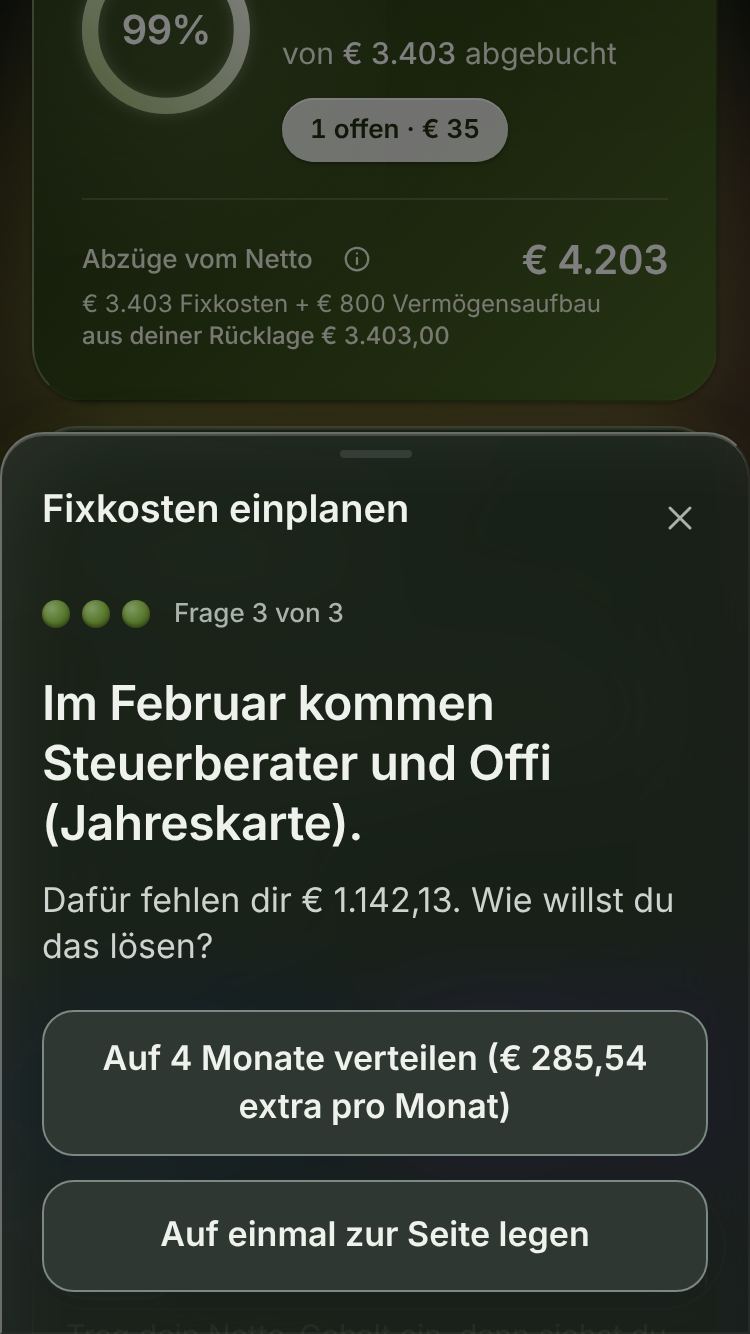 99%
von € 3.403 abgebucht
1 offen · € 35
Abzüge vom Netto
€ 4.203
€ 3.403 Fixkosten + € 800 Vermögensaufbau
aus deiner Rücklage € 3.403,00
Fixkosten einplanen
Frage 3 von 3
Im Februar kommen
Steuerberater und Offi
(Jahreskarte).
Dafür fehlen dir € 1.142,13. Wie willst du
das lösen?
Auf 4 Monate verteilen (€ 285,54
extra pro Monat)
Auf einmal zur Seite legen